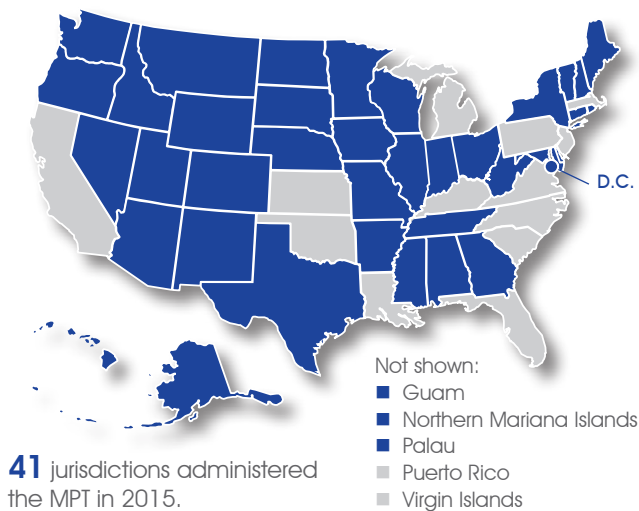 D.C.
Not shown:
Guam
Northern Mariana Islands
Palau
Puerto Rico
Virgin Islands
41 jurisdictions administered
the MPT in 2015.